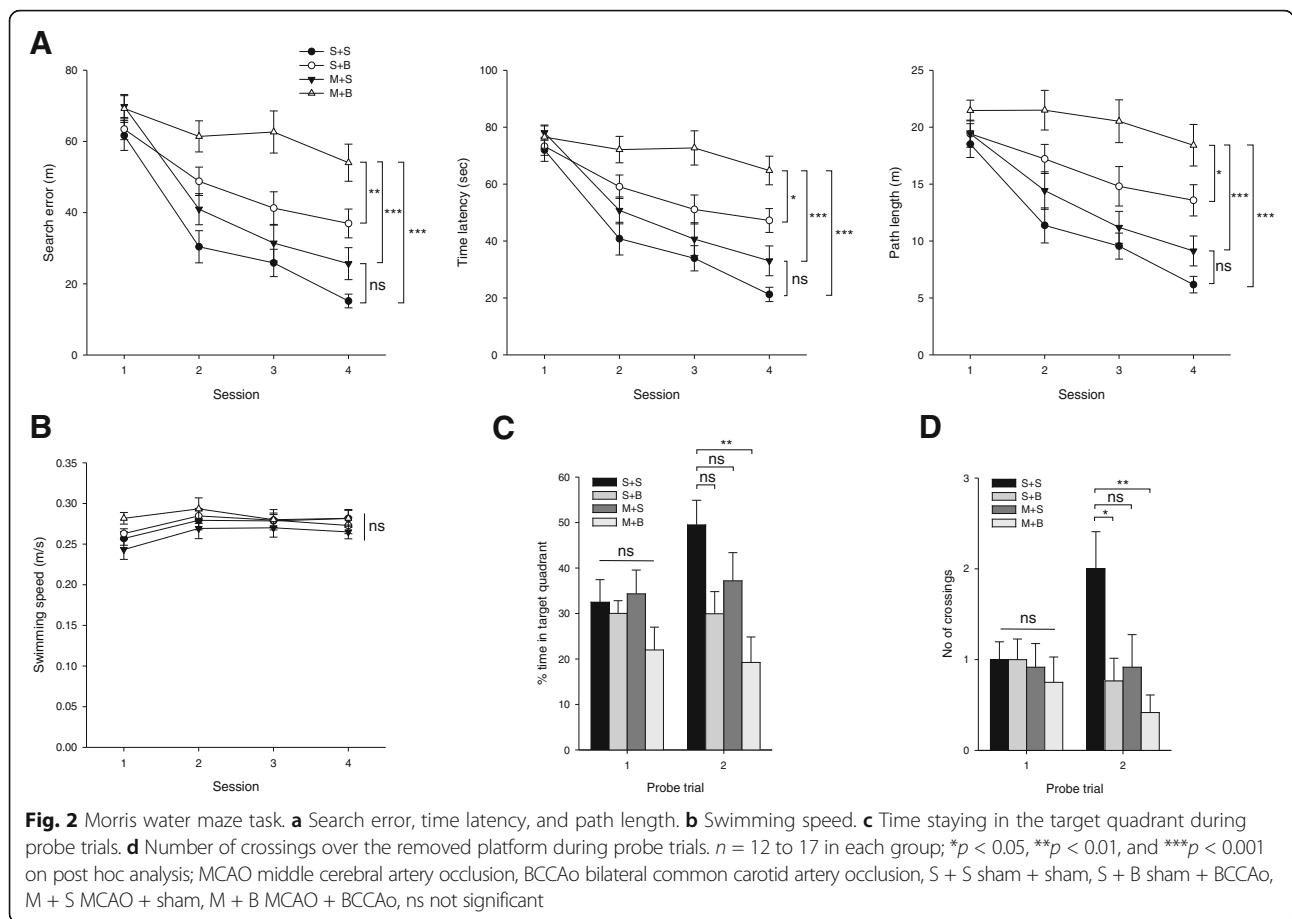 A
S+S
S+B
M+S
M+B
Search error (m)
80
60
40
20
0
1 2 3 4
Session
**
***
***
ns
Time latency (sec)
100
80
60
40
20
0
1 2 3 4
Session
*
***
***
ns
Path length (m)
25
20
15
10
5
0
1 2 3 4
Session
*
***
***
ns
B
Swimming speed (m/s)
0.35
0.30
0.25
0.20
0.15
0.10
0.05
0.00
1 2 3 4
Session
ns
C
S+S
S+B
M+S
M+B
% time in target quadrant
60
50
40
30
20
10
0
ns
**
ns
ns
1 2
Probe trial
D
S+S
S+B
M+S
M+B
No of crossings
3
2
1
0
ns
**
ns
*
1 2
Probe trial
Fig. 2 Morris water maze task. a Search error, time latency, and path length. b Swimming speed. c Time staying in the target quadrant during
probe trials. d Number of crossings over the removed platform during probe trials. n = 12 to 17 in each group; *p < 0.05, **p < 0.01, and ***p < 0.001
on post hoc analysis; MCAO middle cerebral artery occlusion, BCCAo bilateral common carotid artery occlusion, S + S sham + sham, S + B sham + BCCAo,
M + S MCAO + sham, M + B MCAO + BCCAo, ns not significant